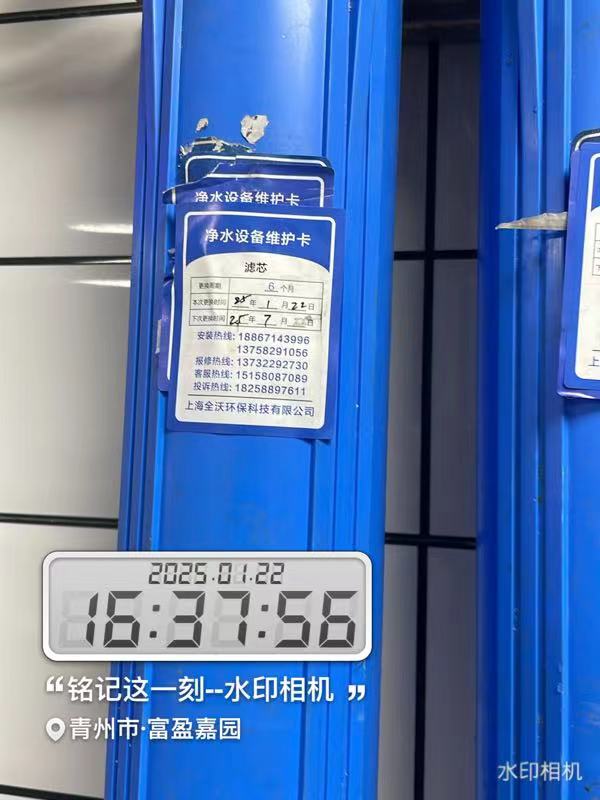 净水设备维护卡
净水设备维护卡
滤芯
更换周期 6 个月
本次更换时间 25 年 1 月 22 日
下次更换时间 25 年 7 月 日
安装热线: 18867143996
13758291056
报修热线: 13732292730
客服热线: 15158087089
投诉热线: 18258897611
上海全沃环保科技有限公司
上
2025.01.22
16:37:56
“铭记这一刻--水印相机”
青州市·富盈嘉园
水印相机